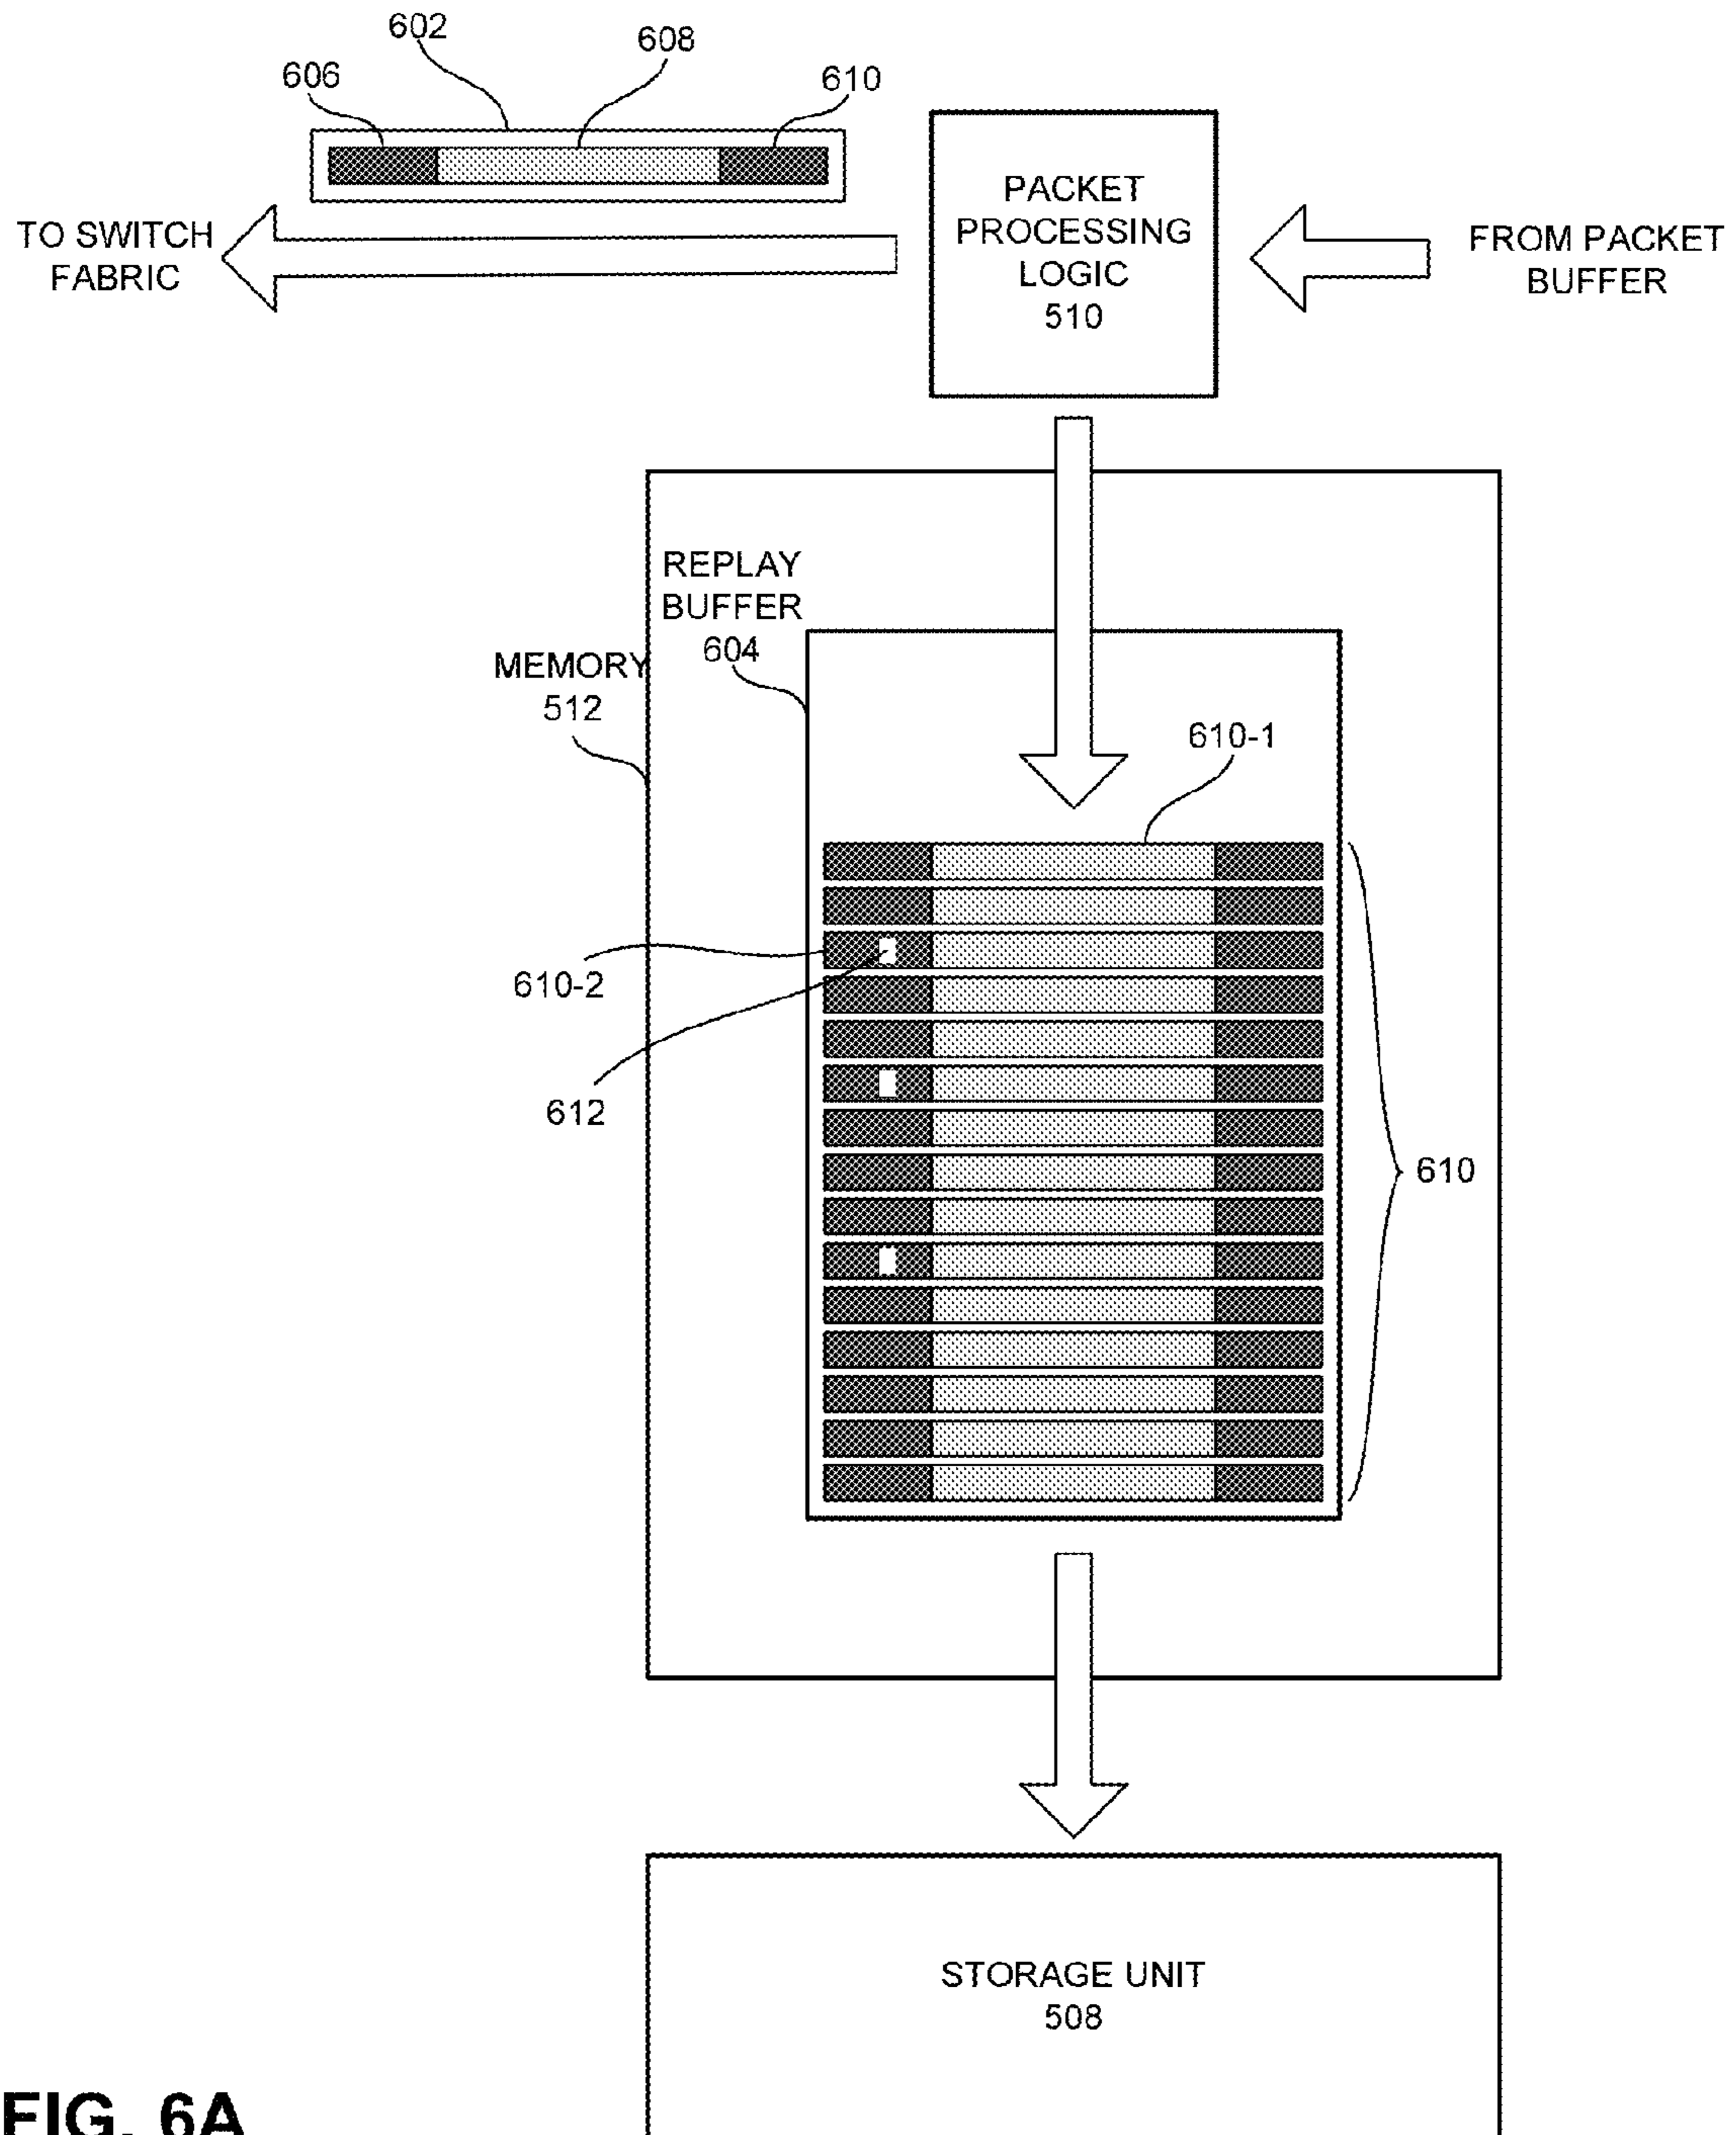 602
608
606
610
PACKET
PROCESSING
LOGIC
510
TO SWITCH
FABRIC
FROM PACKET
BUFFER
REPLAY
BUFFER
604
MEMORY
512
610-1
610-2
612
610
STORAGE UNIT
508
FIG. 6A